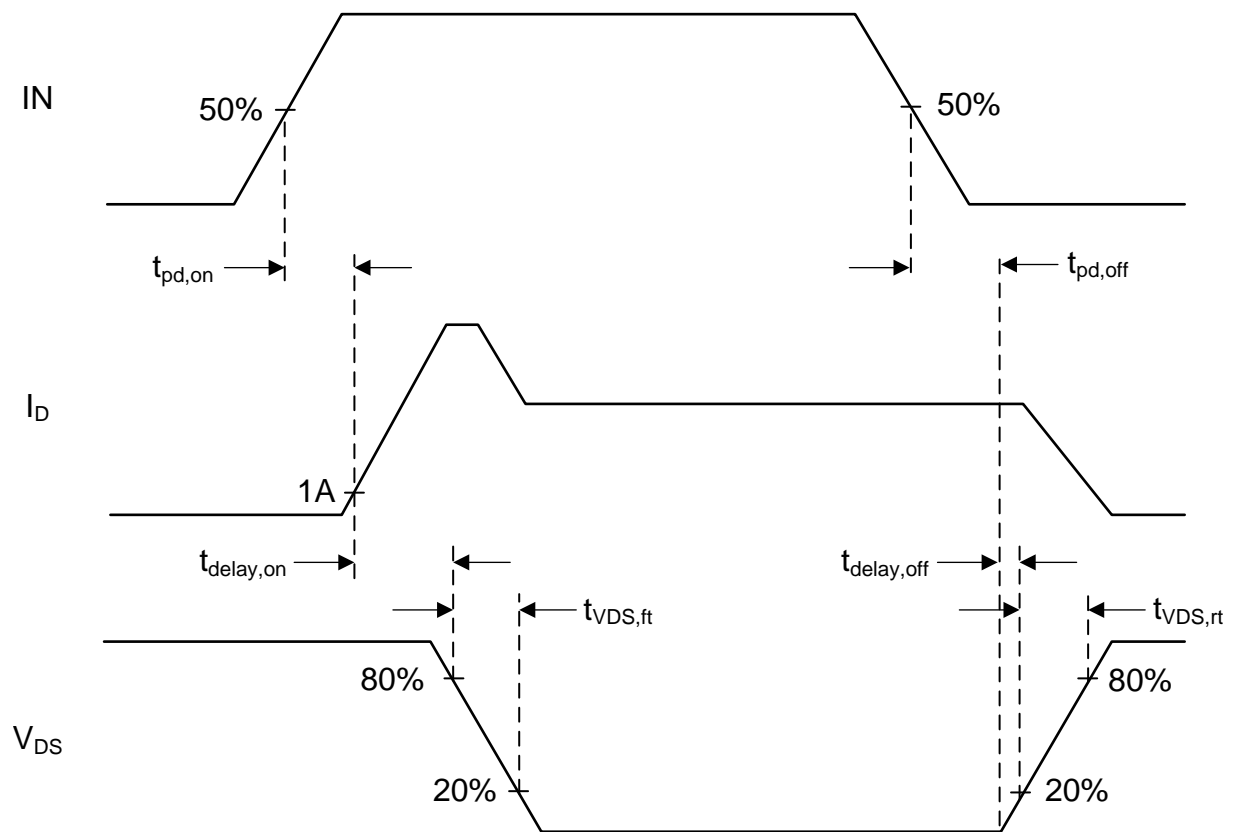 IN
50%
50%
tpd,on
tpd,off
ID
1A
tdelay,on
tdelay,off
tVDS,ft
tVDS,rt
80%
80%
VDS
20%
20%